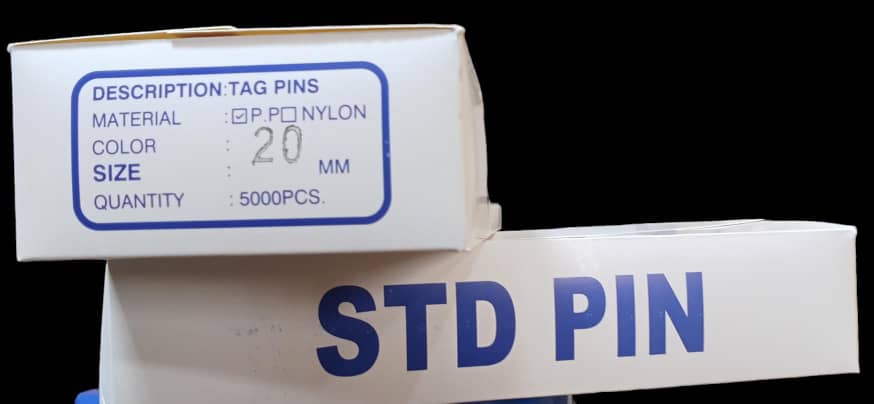 DESCRIPTION:TAG PINS
MATERIAL : ☑P.P☐ NYLON
COLOR :
20
SIZE : MM
QUANTITY : 5000PCS.
STD PIN